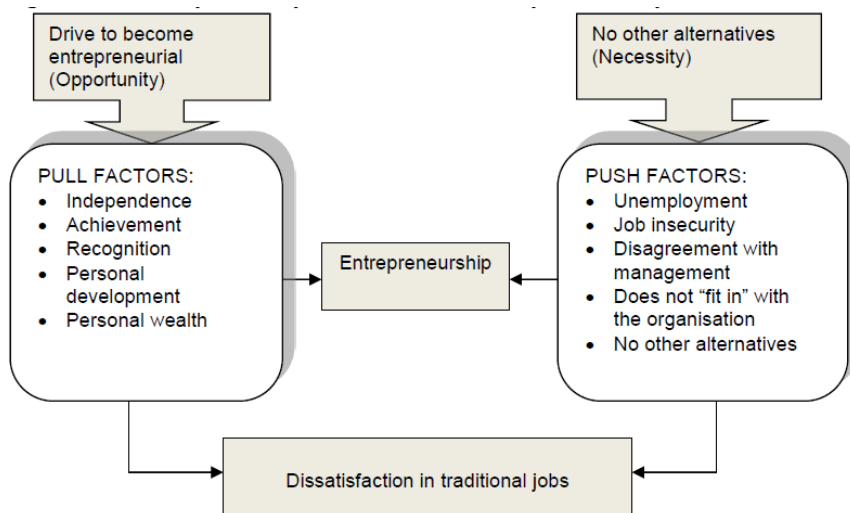 Drive to become
entrepreneurial
(Opportunity)
No other alternatives
(Necessity)
PULL FACTORS:
• Independence
• Achievement
• Recognition
• Personal
development
• Personal wealth
Entrepreneurship
PUSH FACTORS:
• Unemployment
• Job insecurity
• Disagreement with
management
• Does not “fit in” with
the organisation
• No other alternatives
Dissatisfaction in traditional jobs